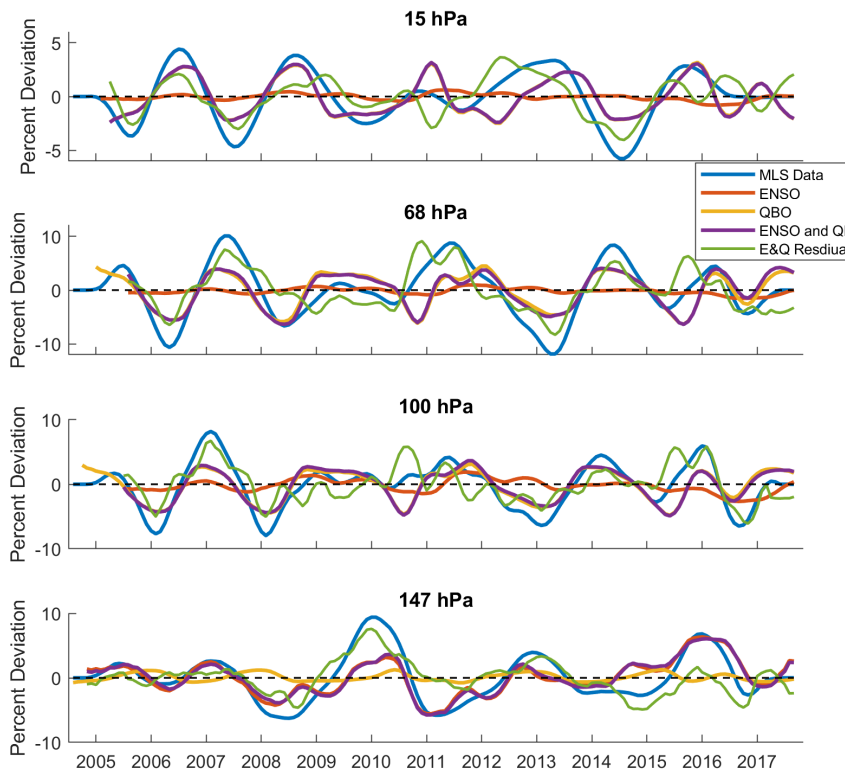 15 hPa
5
0
-5
Percent Deviation
MLS Data
ENSO
QBO
ENSO and QB
E&Q Resdiua
68 hPa
10
0
-10
Percent Deviation
100 hPa
10
0
-10
Percent Deviation
147 hPa
10
0
-10
Percent Deviation
2005 2006 2007 2008 2009 2010 2011 2012 2013 2014 2015 2016 2017